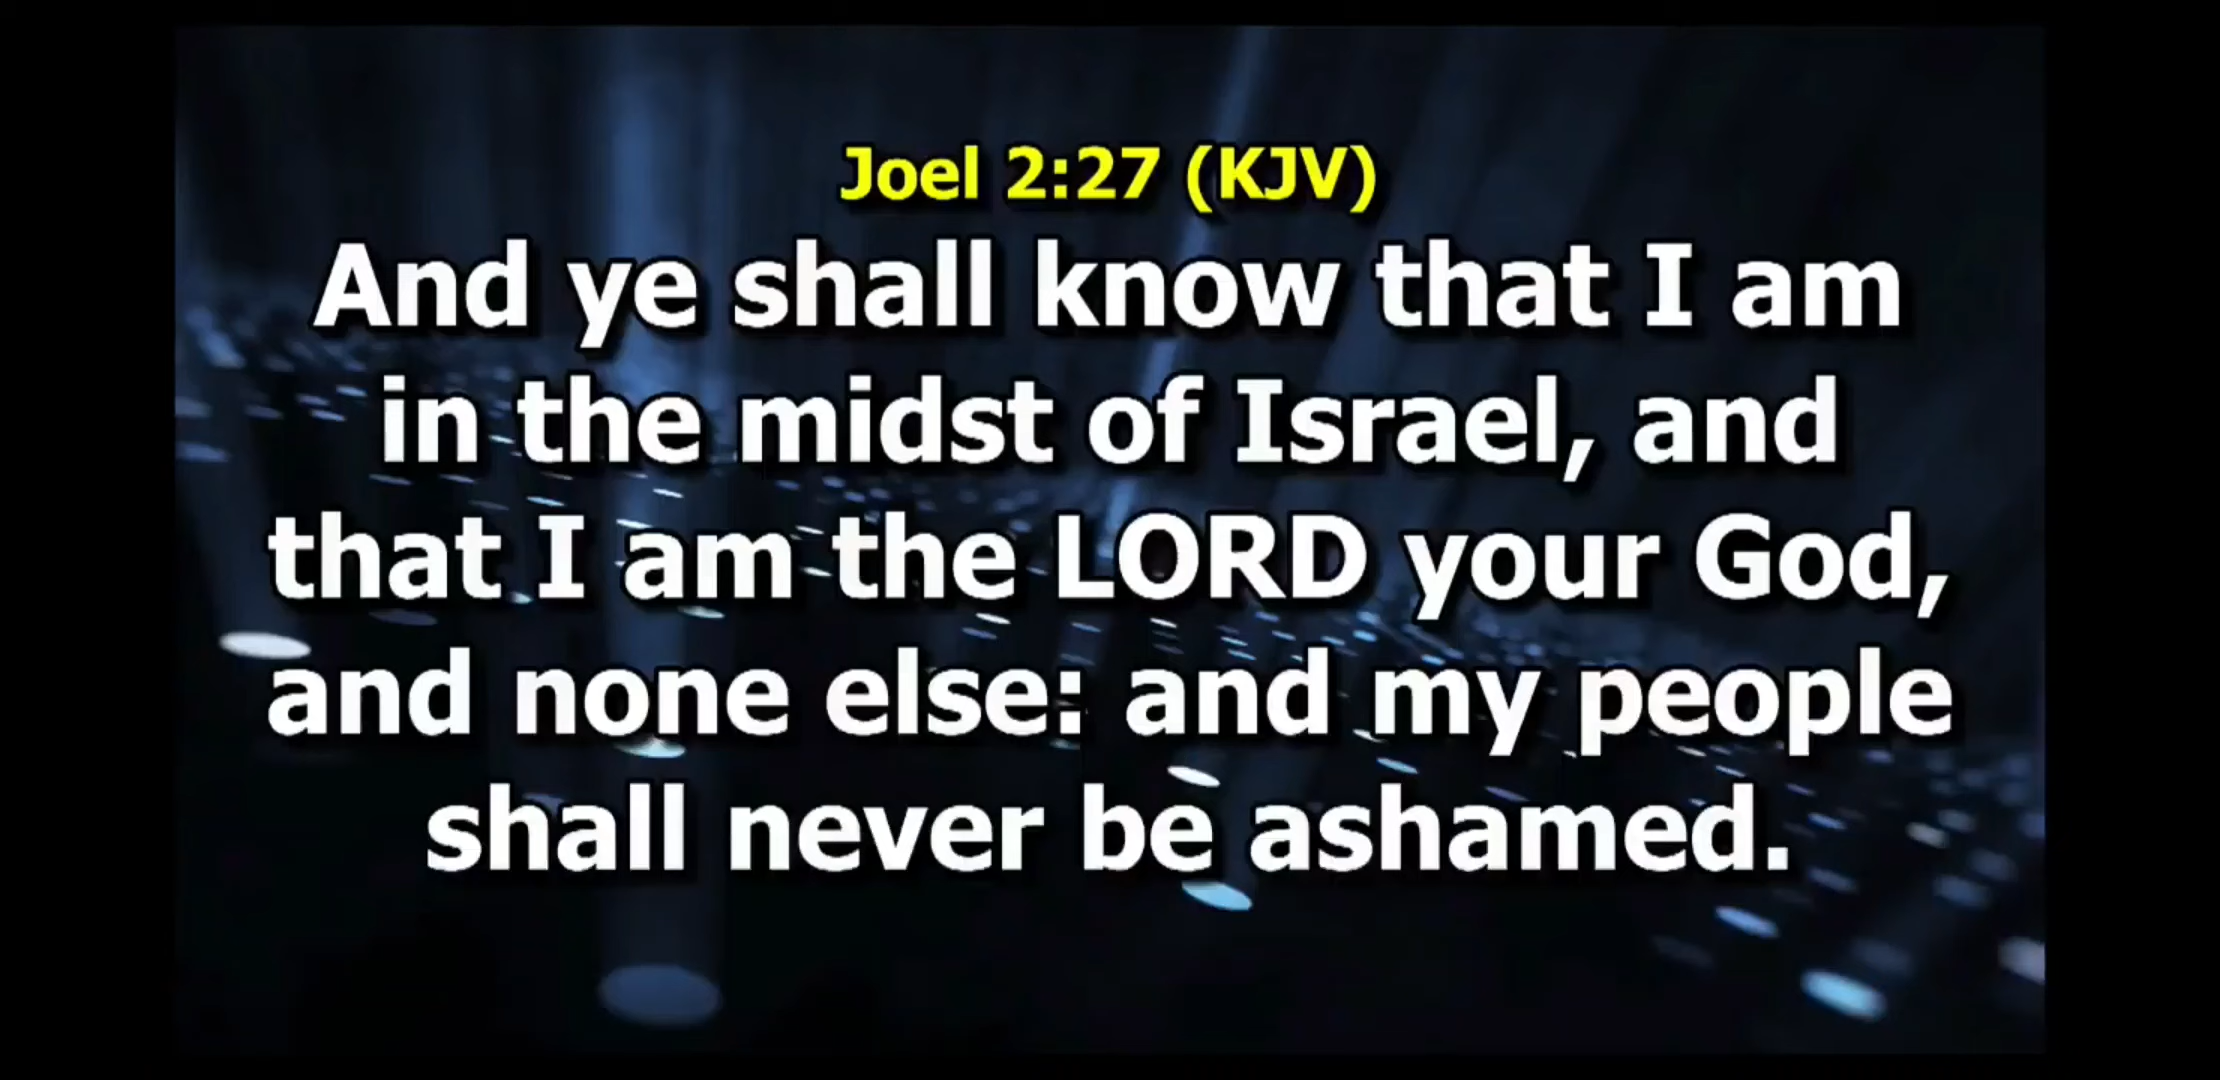 Joel 2:27 (KJV)
And ye shall know that I am
in the midst of Israel, and
that I am the LORD your God,
and none else: and my people
shall never be ashamed.